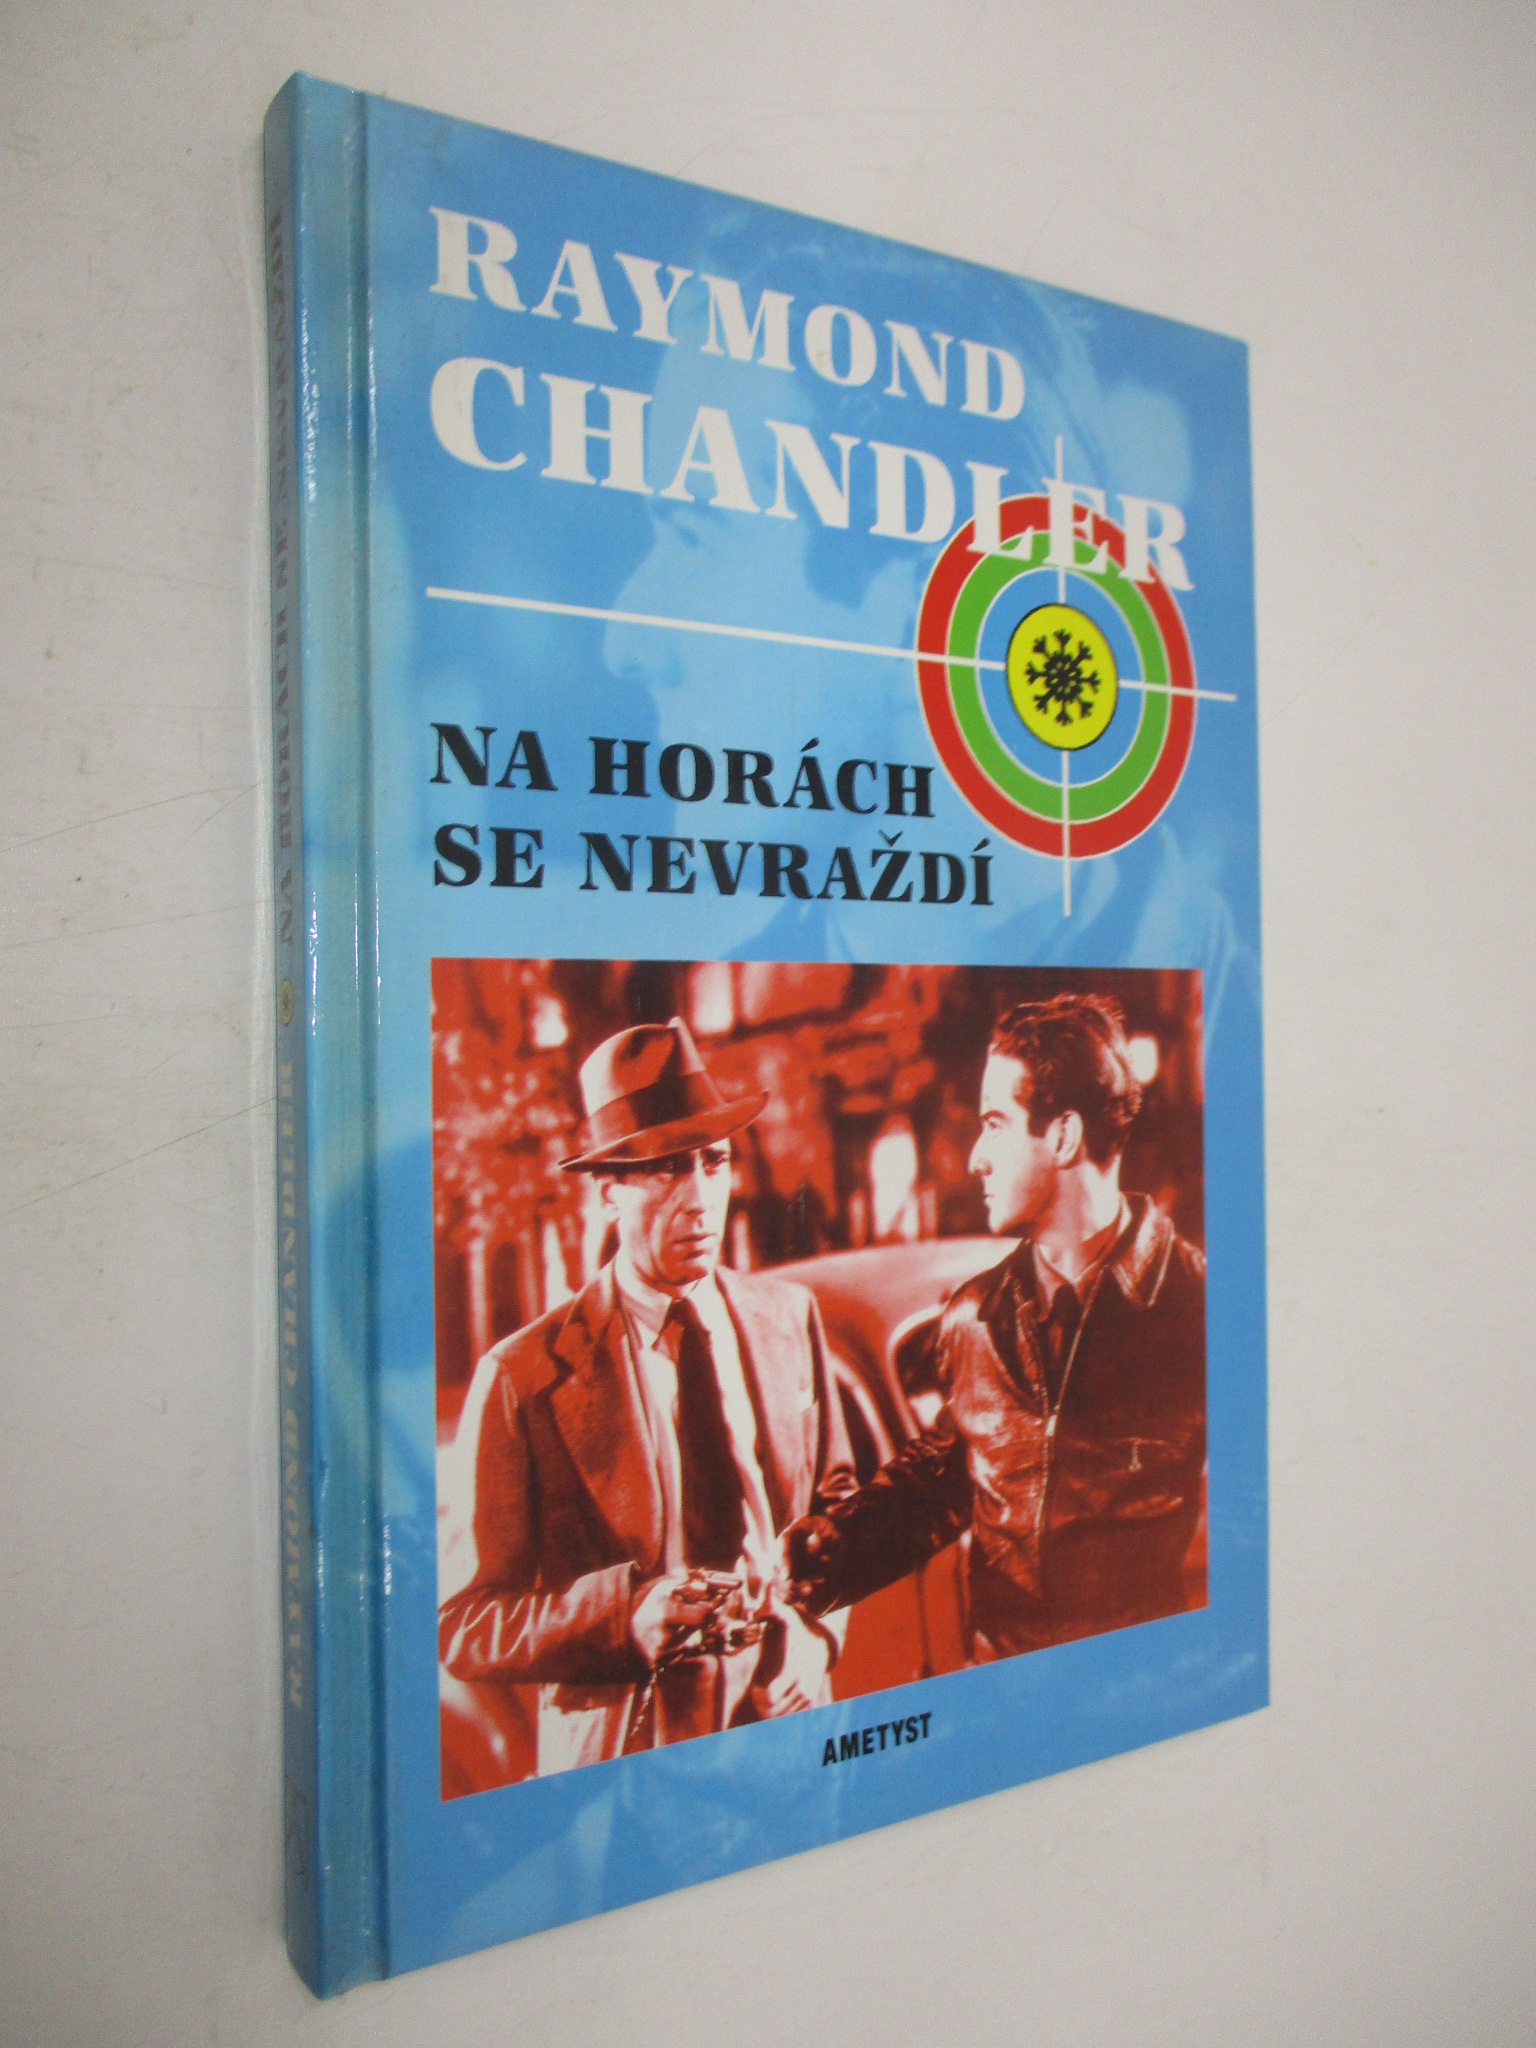 RAYMOND
CHANDLER
NA HORÁCH
SE NEVRAŽDÍ
AMETYST
RAYMOND CHANDLER NA HORÁCH SE NEVRAŽDÍ